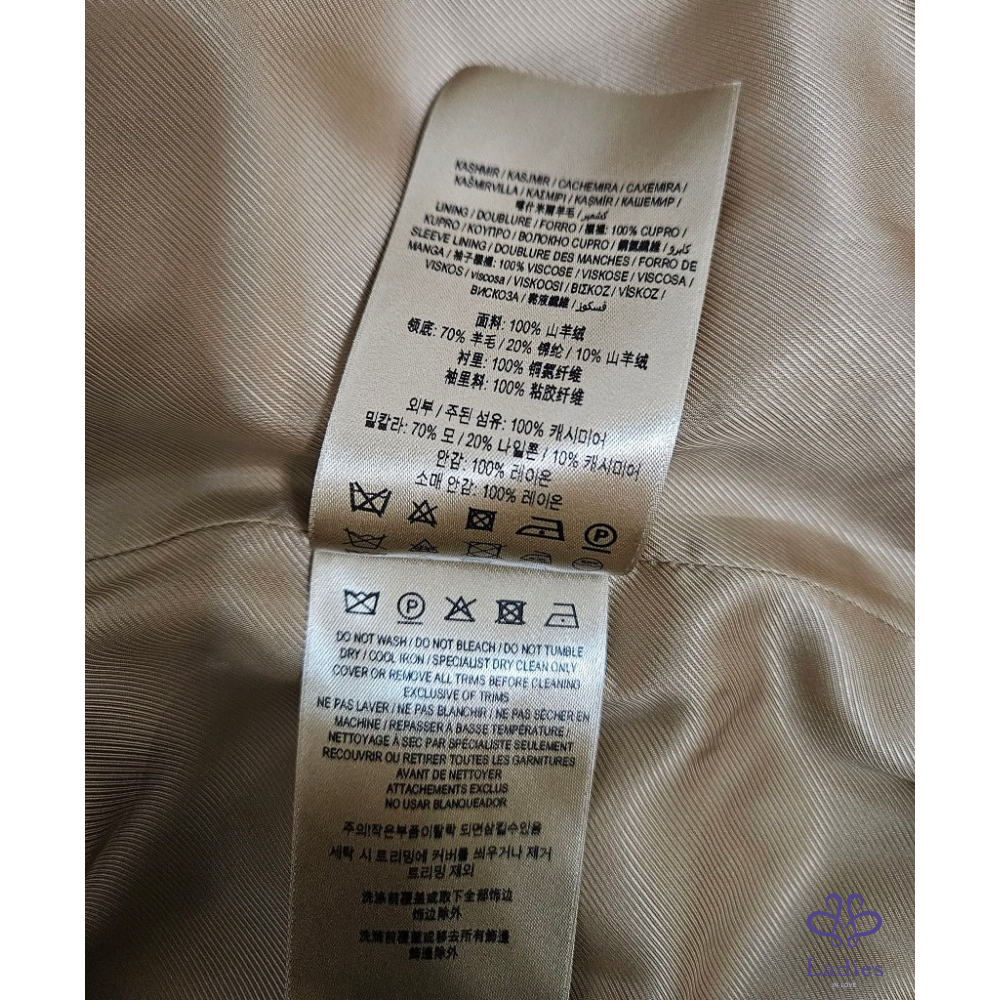 KASHMIR / KASJMIR / CACHEMIRA / CAXEMIRA /
KAŠMIRVILLA / ΚΑΣΜΙΡΙ / KAŞMİR / КАШЕМИР /
喀什米爾羊毛 / كشمير
LINING / DOUBLURE / FORRO / 裏襯: 100% CUPRO /
KUPRO / ΚΟΥΠΡΟ / ВОЛОКНО CUPRO / 銅氨纖維 / كابرو
SLEEVE LINING / DOUBLURE DES MANCHES / FORRO DE
MANGA / 袖子裏襯: 100% VISCOSE / VISKOSE / VISCOSA /
VISKOS / viscosa / VISKOOSI / ΒΙΣΚΟΖ / VİSKOZ /
ВИСКОЗА / 黏液纖維 / فسكوز
面料: 100% 山羊绒
领底: 70% 羊毛 / 20% 锦纶 / 10% 山羊绒
衬里: 100% 铜氨纤维
袖里料: 100% 粘胶纤维
외부 / 주된 섬유: 100% 캐시미어
밑칼라: 70% 모 / 20% 나일론 / 10% 캐시미어
안감: 100% 레이온
소매 안감: 100% 레이온
P
P
DO NOT WASH / DO NOT BLEACH / DO NOT TUMBLE
DRY / COOL IRON / SPECIALIST DRY CLEAN ONLY
COVER OR REMOVE ALL TRIMS BEFORE CLEANING
EXCLUSIVE OF TRIMS
NE PAS LAVER / NE PAS BLANCHIR / NE PAS SÉCHER EN
MACHINE / REPASSER À BASSE TEMPÉRATURE /
NETTOYAGE À SEC PAR SPÉCIALISTE SEULEMENT
RECOUVRIR OU RETIRER TOUTES LES GARNITURES
AVANT DE NETTOYER
ATTACHEMENTS EXCLUS
NO USAR BLANQUEADOR
주의!작은부품이탈락 되면삼킬수있음
세탁 시 트리밍에 커버를 씌우거나 제거
트리밍 제외
洗涤前覆盖或取下全部饰边
饰边除外
洗滌前覆蓋或移去所有飾邊
飾邊除外
Ladies
IN LOVE